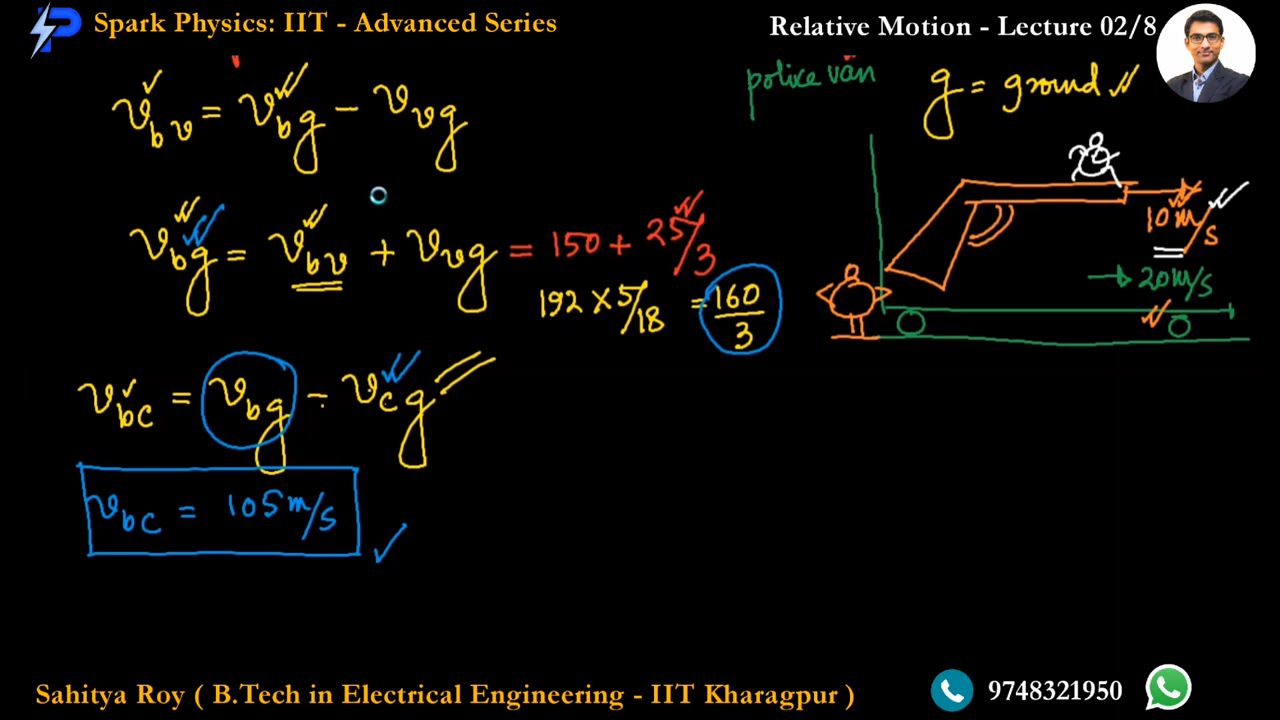 Spark Physics: IIT - Advanced Series
Relative Motion - Lecture 02/8
police van
g = ground
v_bv = v_bg - v_vg
v_bg = v_bv + v_vg = 150 + 25/3
192 × 5/18 = 160/3
10 m/s
20 m/s
v_bc = v_bg - v_cg
v_bc = 105 m/s
Sahitya Roy ( B.Tech in Electrical Engineering - IIT Kharagpur )
9748321950